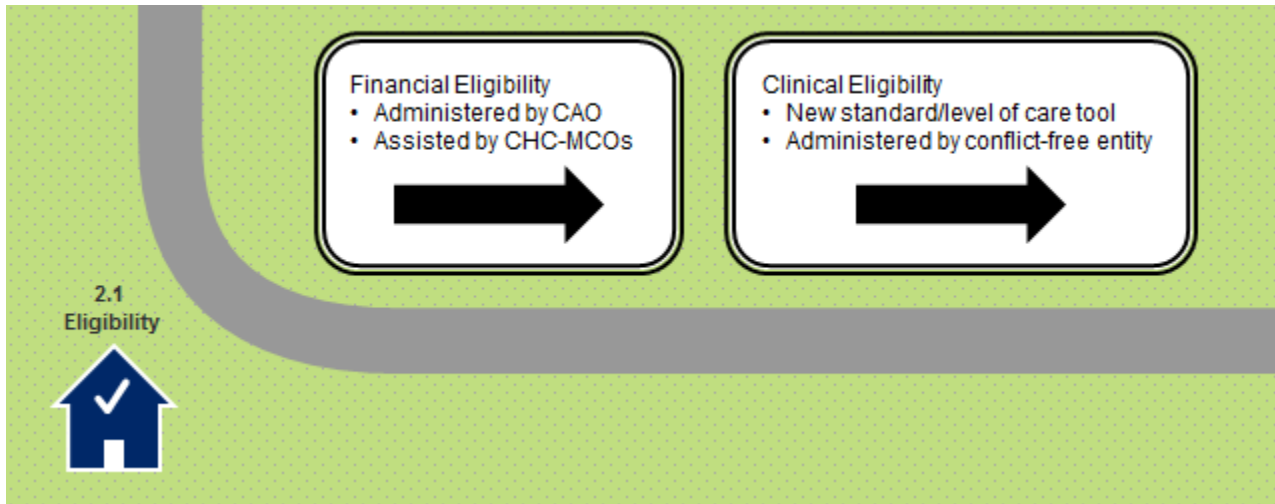 Financial Eligibility
• Administered by CAO
• Assisted by CHC-MCOs
Clinical Eligibility
• New standard/level of care tool
• Administered by conflict-free entity
2.1
Eligibility